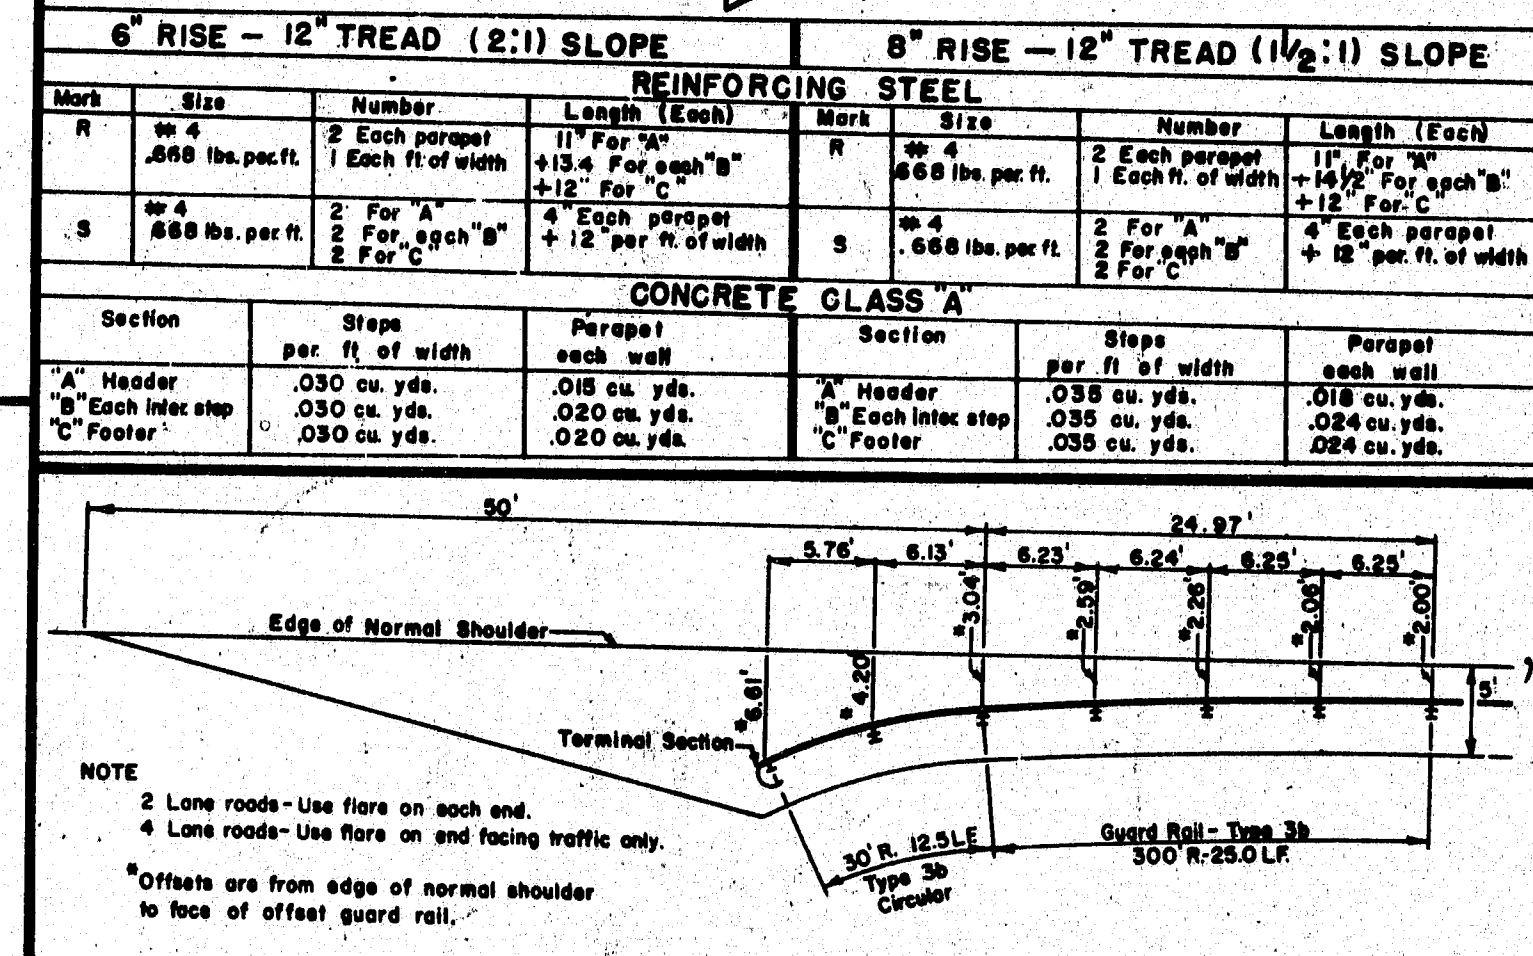 6" RISE – 12" TREAD (2:1) SLOPE
8" RISE – 12" TREAD (1 1/2:1) SLOPE
REINFORCING STEEL
Mark Size Number Length (Each) Mark Size Number Length (Each)
R # 4 2 Each parapet 11" For "A" R # 4 2 Each parapet 11" For "A"
.668 lbs. per. ft. 1 Each ft. of width +13.4 For each "B" .668 lbs. per. ft. 1 Each ft. of width +14 1/2" For each "B"
+12" For "C" +12" For "C"
S # 4 2 For "A" 4" Each parapet S # 4 2 For "A" 4" Each parapet
.668 lbs. per. ft. 2 For each "B" + 12" per ft. of width .668 lbs. per ft. 2 For each "B" + 12" per. ft. of width
2 For "C" 2 For "C"
CONCRETE CLASS "A"
Section Steps Parapet Section Steps Parapet
per. ft of width each wall per ft of width each wall
"A" Header .030 cu. yds. .015 cu. yds. "A" Header .035 cu. yds. .018 cu. yds.
"B" Each inter. step .030 cu. yds. .020 cu. yds. "B" Each inter. step .035 cu. yds. .024 cu. yds.
"C" Footer .030 cu. yds. .020 cu. yds. "C" Footer .035 cu. yds. .024 cu. yds.
50' 24.97'
5.76' 6.13' 6.23' 6.24' 6.25' 6.25'
*3.04' *2.59' *2.26' *2.06' *2.00'
Edge of Normal Shoulder
*6.61' *4.20' 5'
Terminal Section
NOTE
2 Lane roads - Use flare on each end.
4 Lane roads - Use flare on end facing traffic only.
*Offsets are from edge of normal shoulder
to face of offset guard rail.
30' R. 12.5 L.F.
Type 3b
Circular
Guard Rail - Type 3b
300' R.-25.0 L.F.